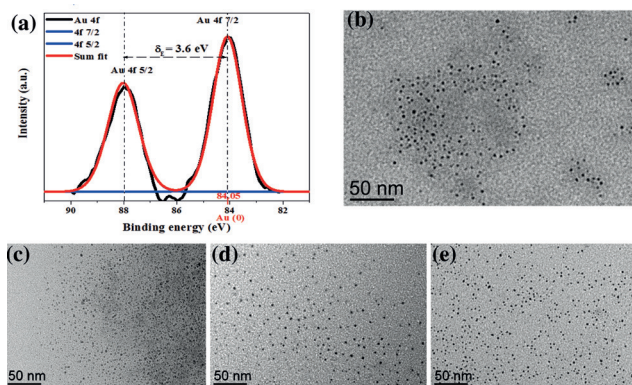 (a)
Au 4f
4f 7/2
4f 5/2
Sum fit
Au 4f 7/2
δE = 3.6 eV
Au 4f 5/2
Intensity (a.u.)
84.05
90 88 86 84 82
Au (0)
Binding energy (eV)
(b)
50 nm
(c)
50 nm
(d)
50 nm
(e)
50 nm